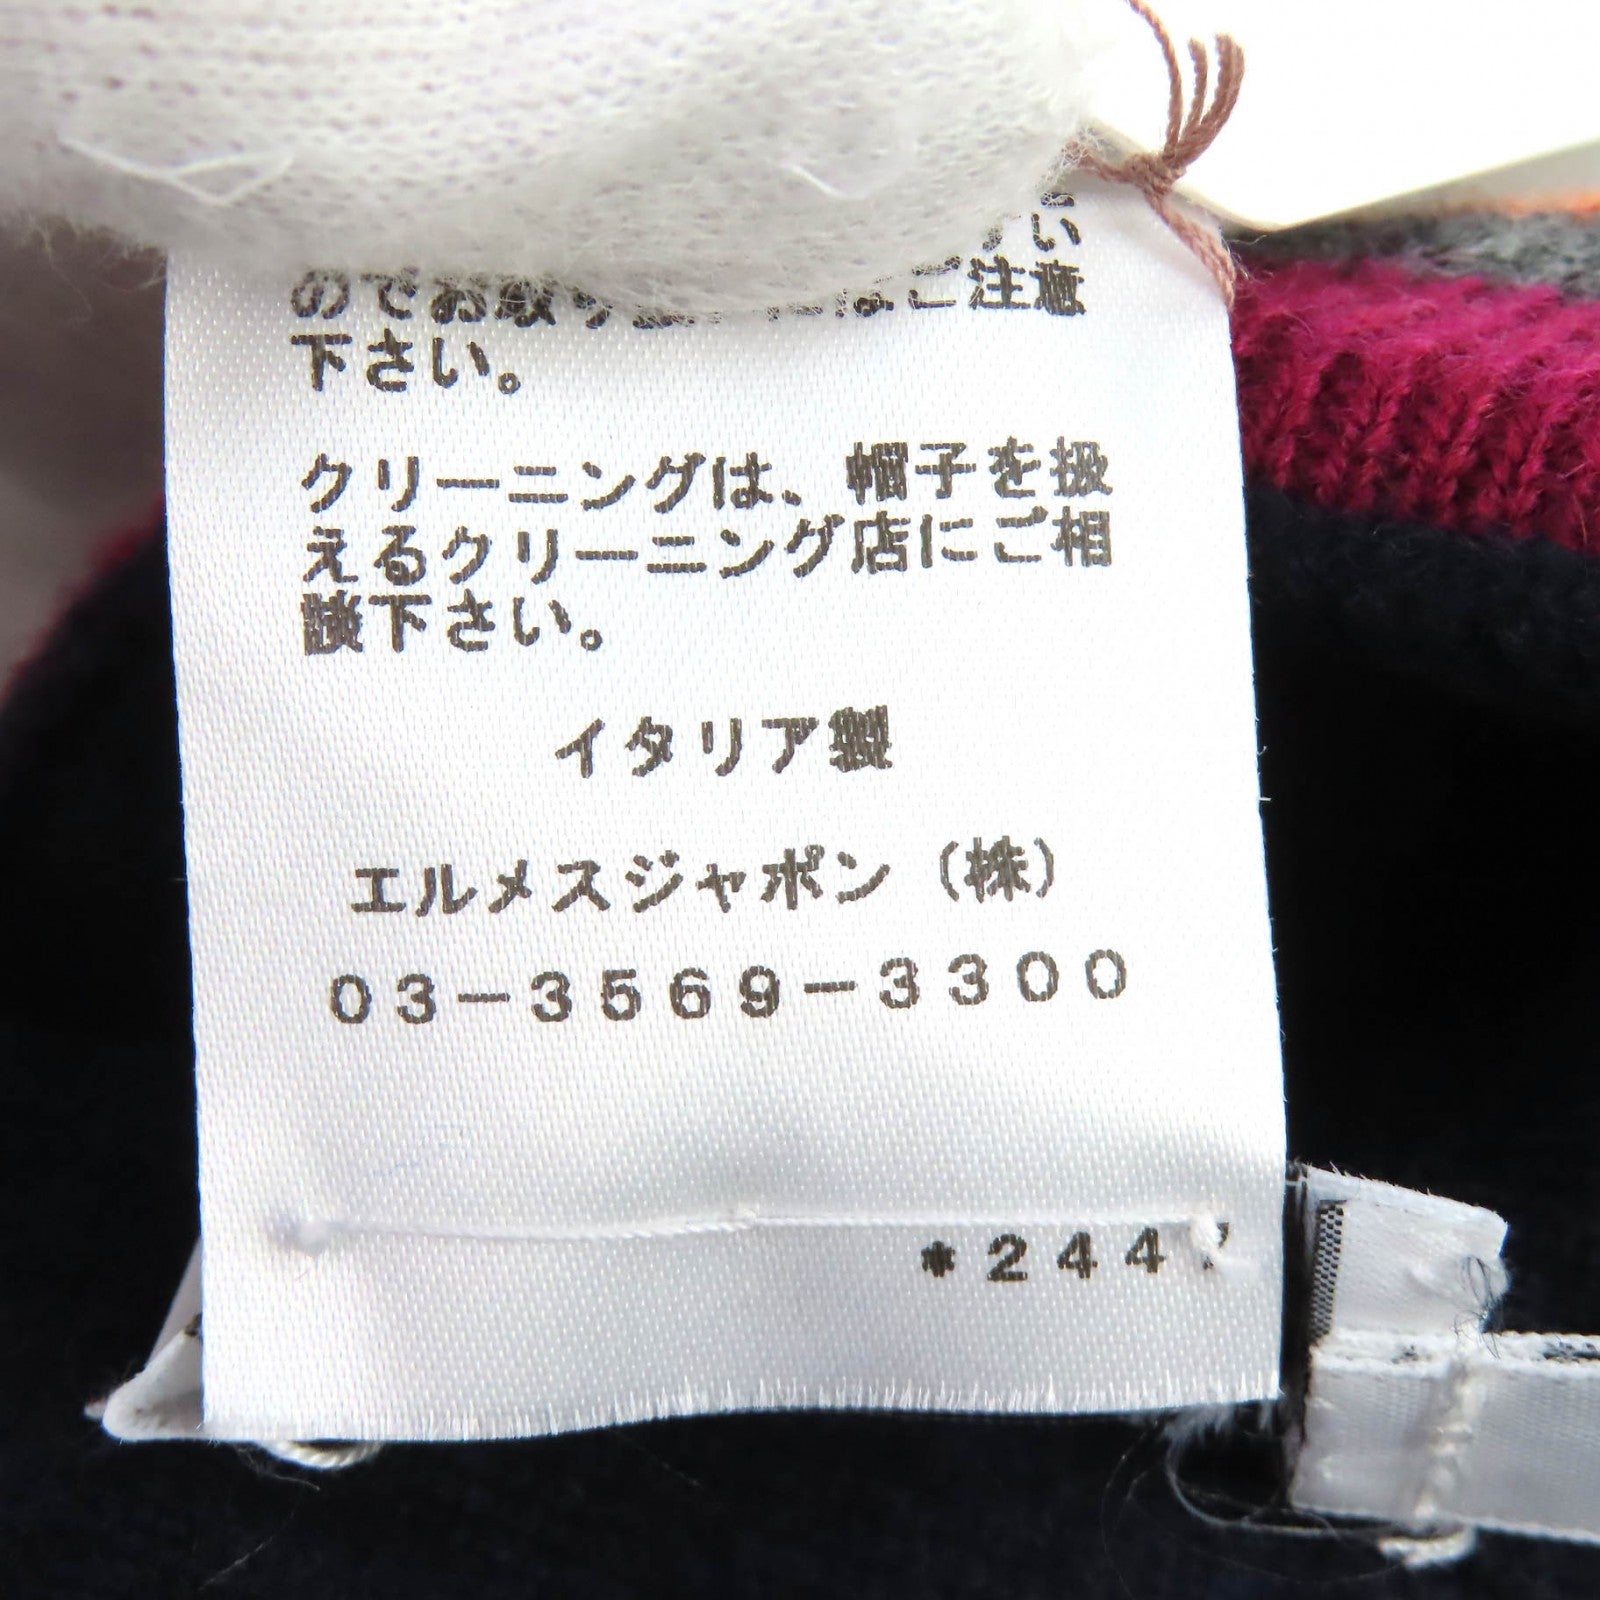 い
のでお取り扱いにはご注意
下さい。
クリーニングは、帽子を扱
えるクリーニング店にご相
談下さい。
イタリア製
エルメスジャポン（株）
03-3569-3300
*2447